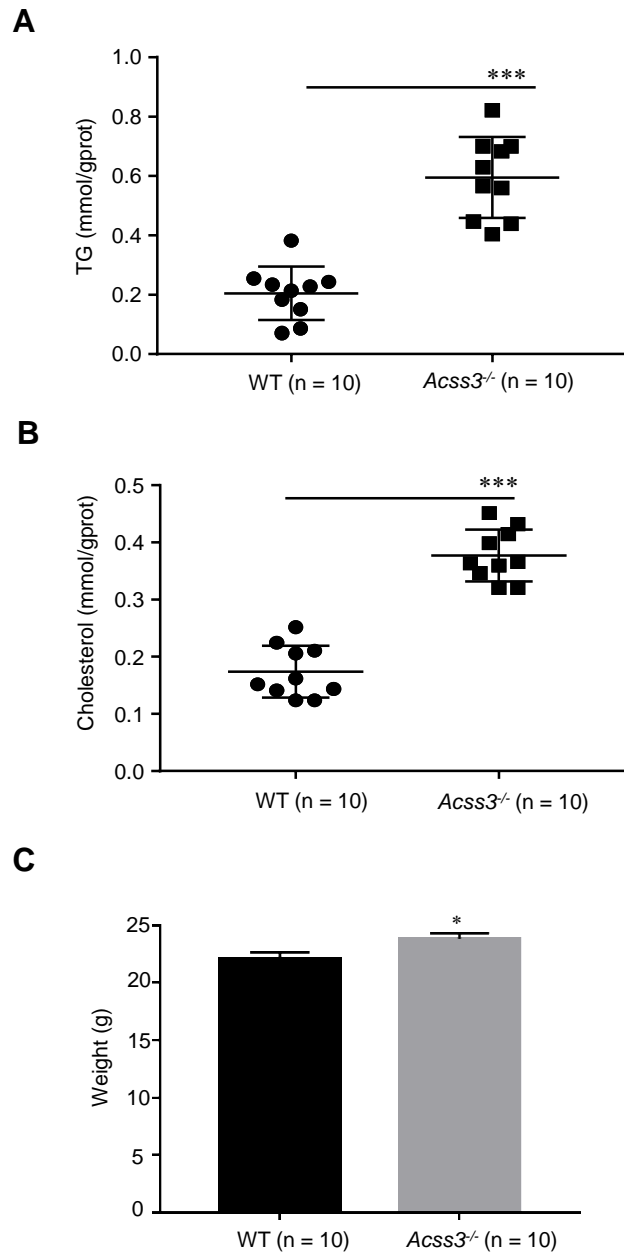 A
***
1.0
0.8
0.6
0.4
0.2
0.0
TG (mmol/gprot)
WT (n = 10)
Acss3-/- (n = 10)
B
***
0.5
0.4
0.3
0.2
0.1
0.0
Cholesterol (mmol/gprot)
WT (n = 10)
Acss3-/- (n = 10)
C
*
25
20
15
10
5
0
Weight (g)
WT (n = 10)
Acss3-/- (n = 10)